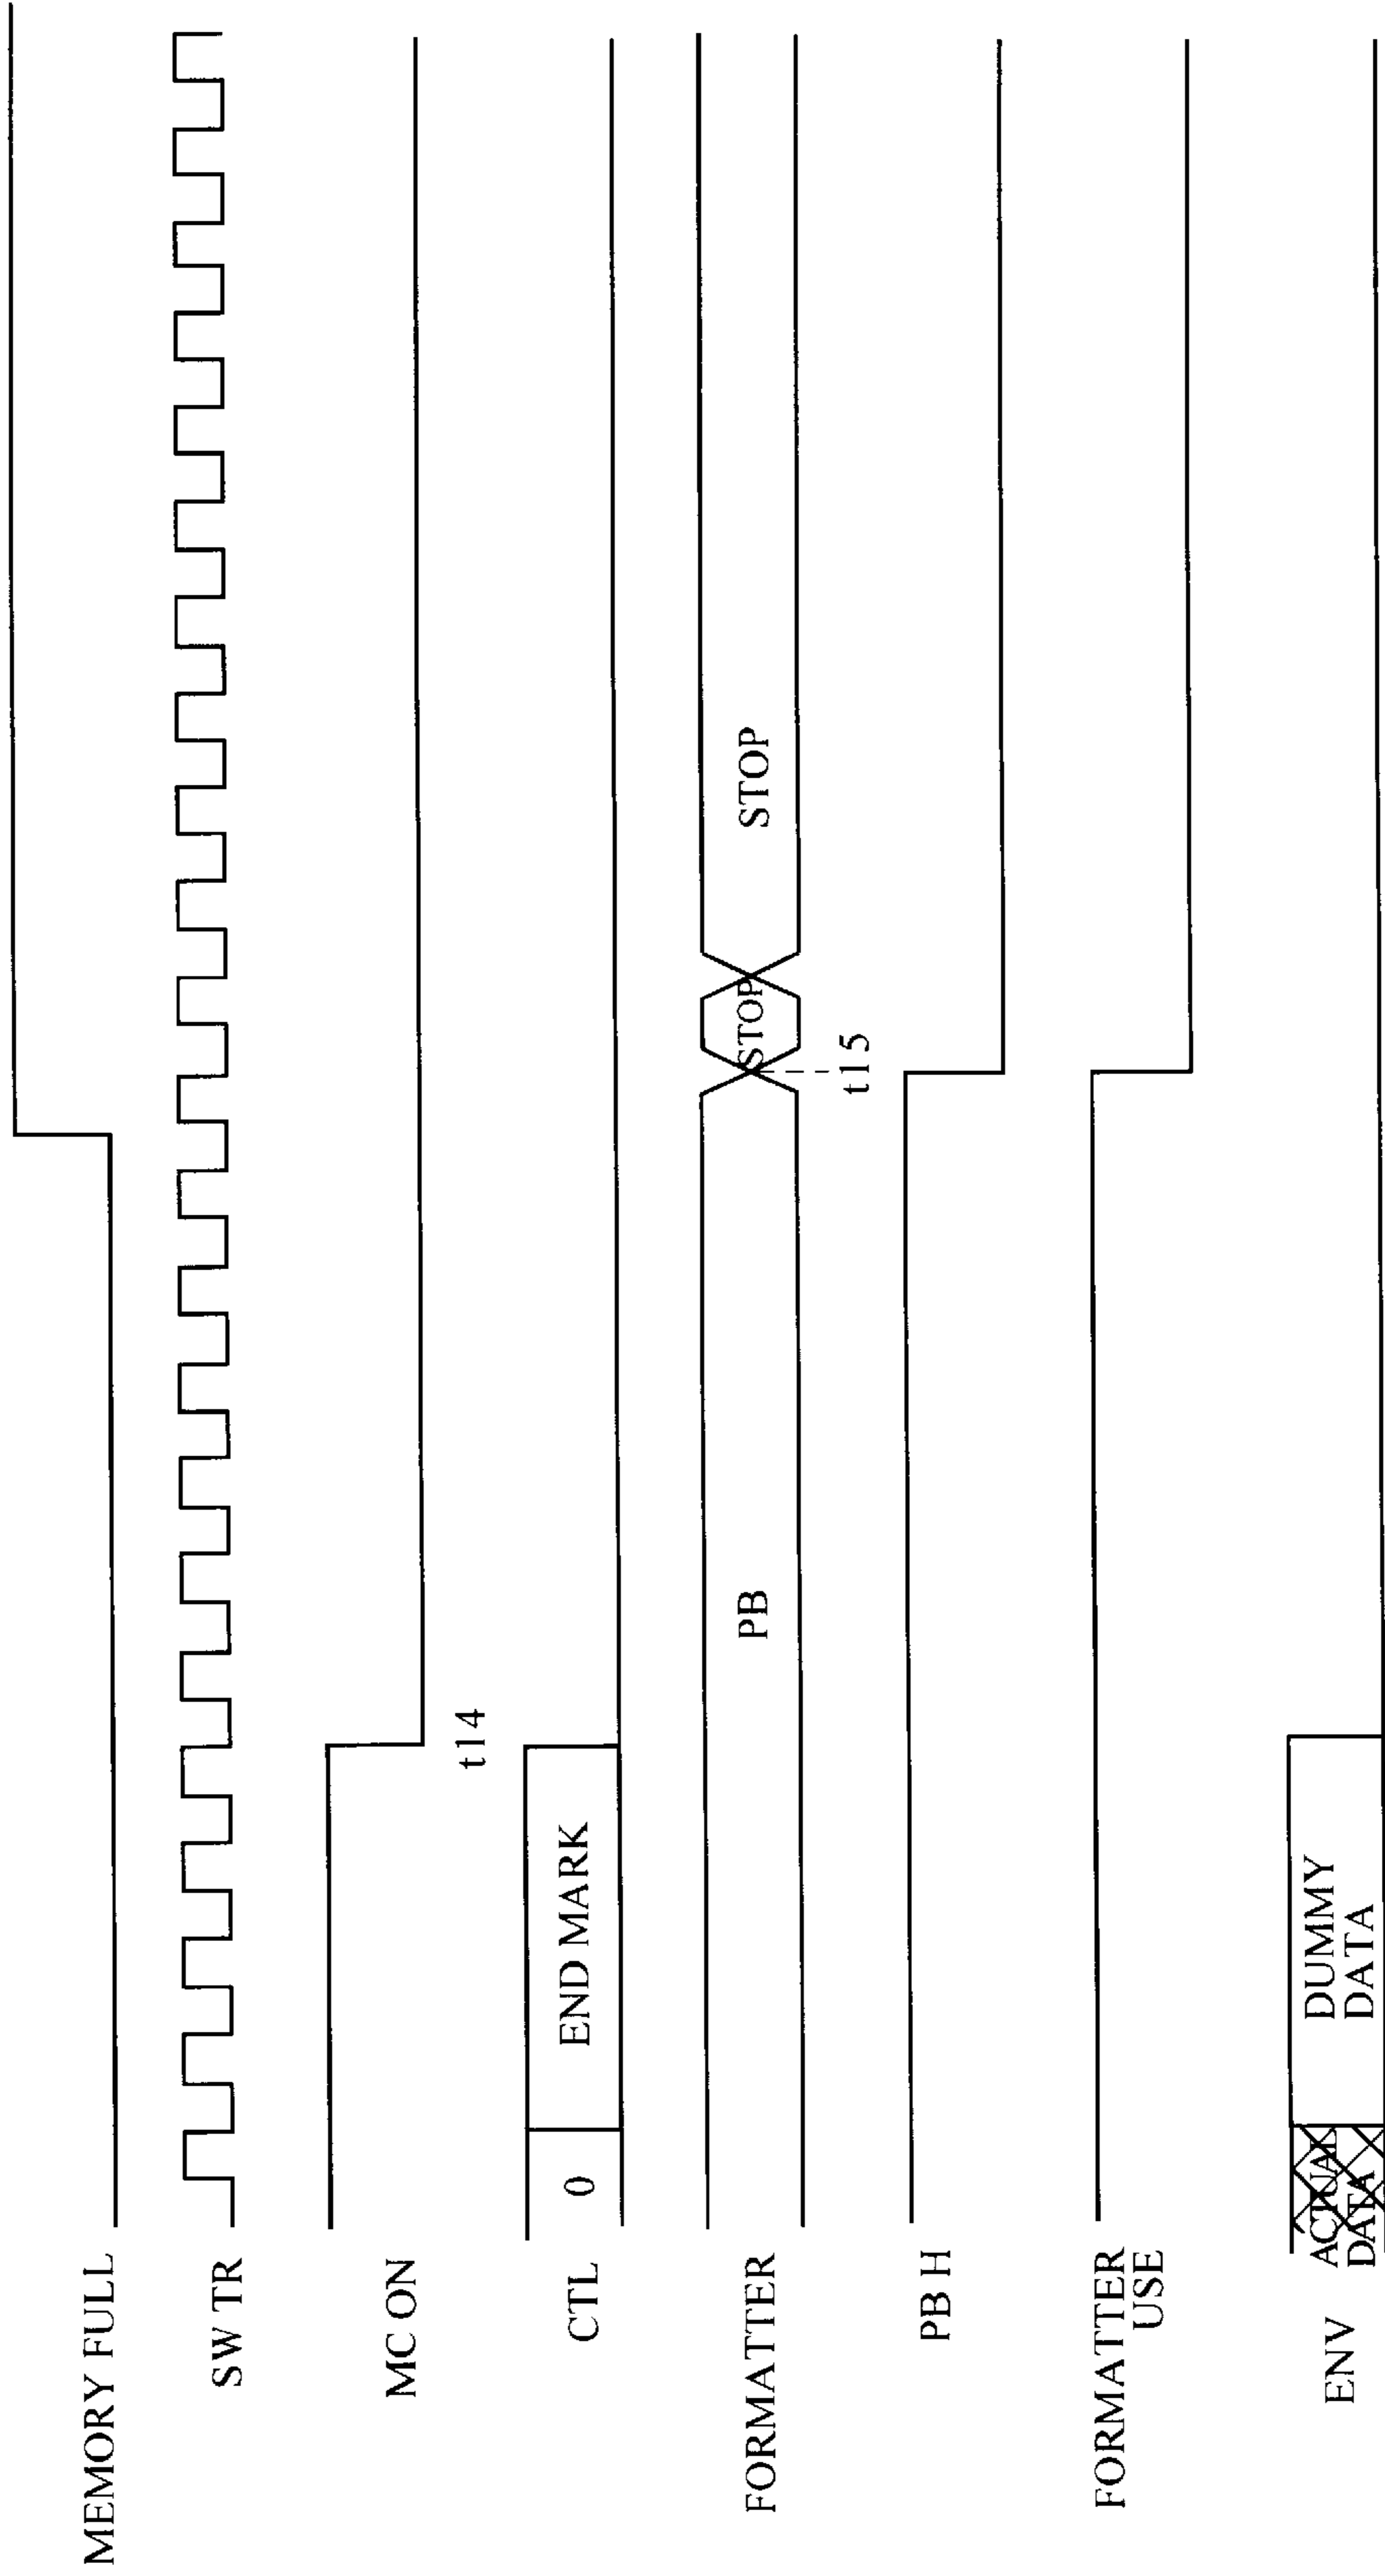 MEMORY FULL
SW TR
MC ON
t14
CTL
0
END MARK
FORMATTER
PB
STOP
STOP
t15
PB H
FORMATTER
USE
ENV
ACTUAL
DATA
DUMMY
DATA